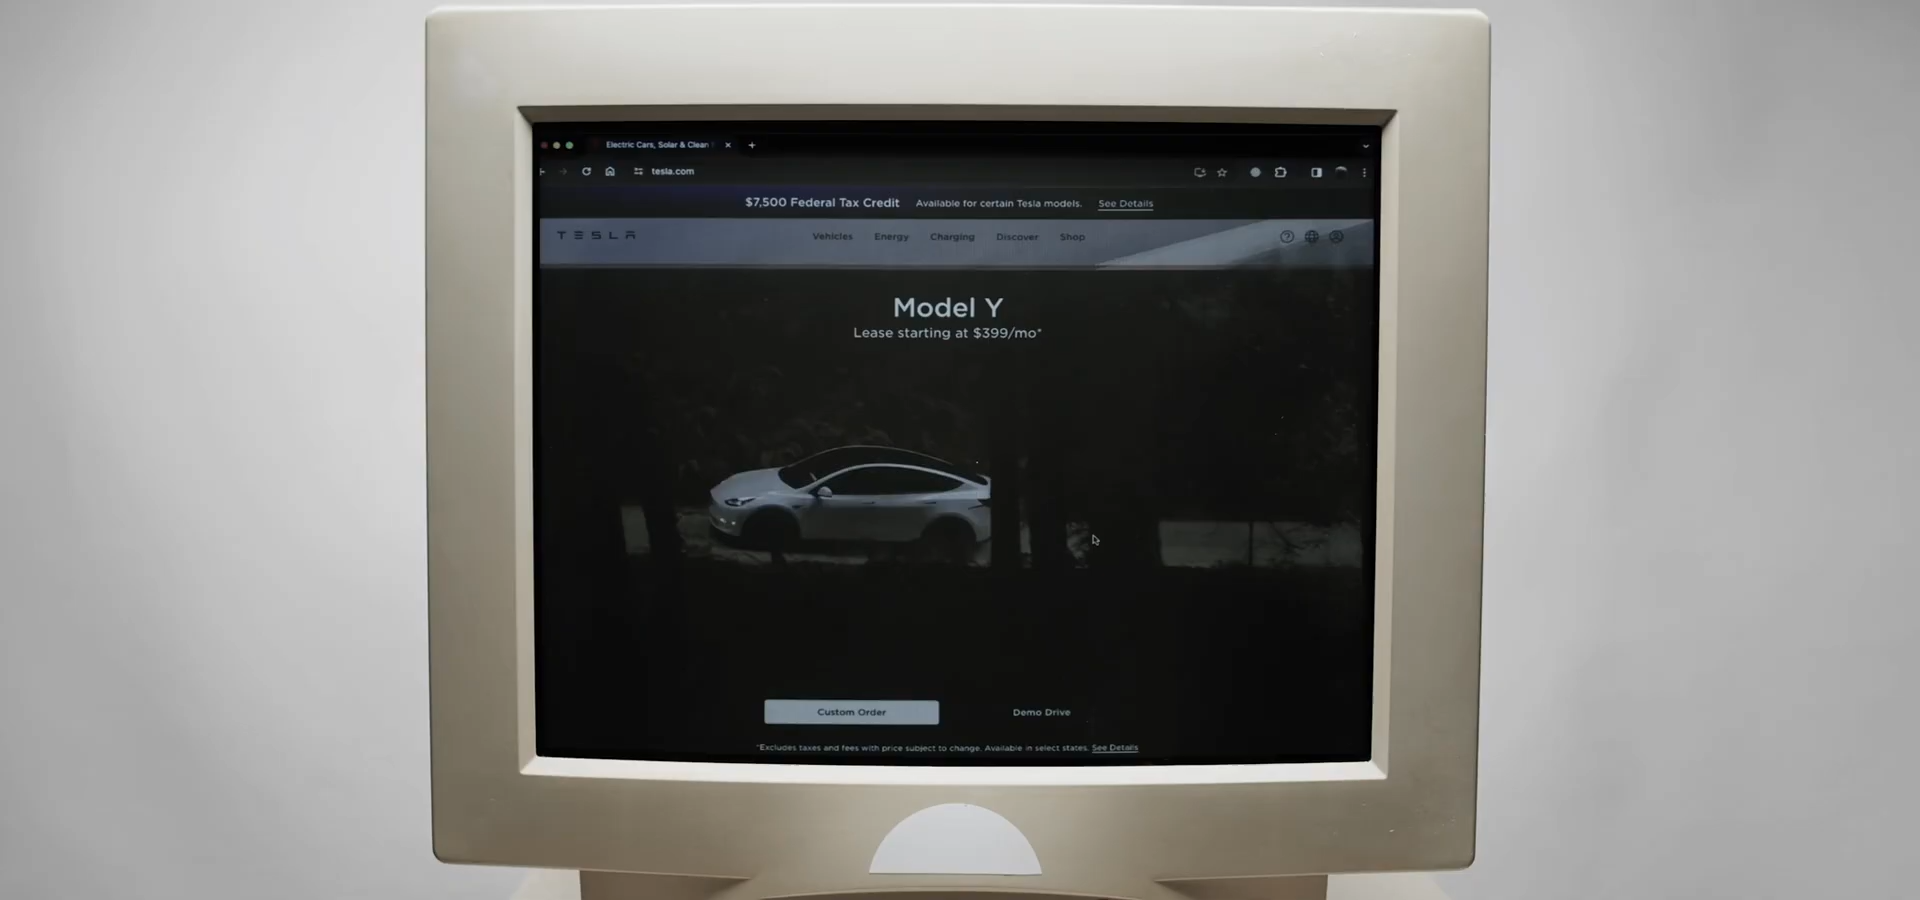 Electric Cars, Solar & Clean
tesla.com
$7,500 Federal Tax Credit Available for certain Tesla models. See Details
TESLA Vehicles Energy Charging Discover Shop
Model Y
Lease starting at $399/mo*
Custom Order Demo Drive
*Excludes taxes and fees with price subject to change. Available in select states. See Details